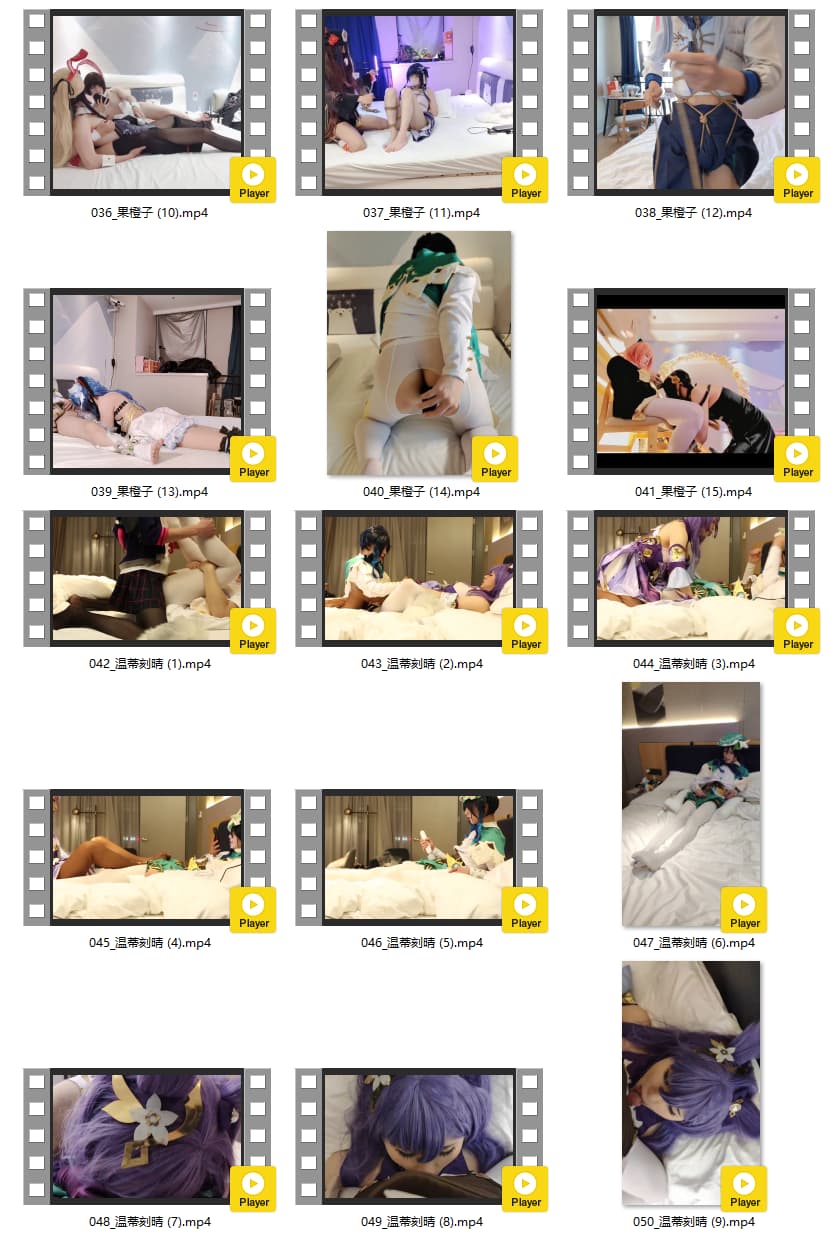 Player
Player
Player
036_果橙子 (10).mp4
037_果橙子 (11).mp4
038_果橙子 (12).mp4
Player
Player
Player
039_果橙子 (13).mp4
040_果橙子 (14).mp4
041_果橙子 (15).mp4
Player
Player
Player
042_温蒂刻晴 (1).mp4
043_温蒂刻晴 (2).mp4
044_温蒂刻晴 (3).mp4
Player
Player
Player
045_温蒂刻晴 (4).mp4
046_温蒂刻晴 (5).mp4
047_温蒂刻晴 (6).mp4
Player
Player
Player
048_温蒂刻晴 (7).mp4
049_温蒂刻晴 (8).mp4
050_温蒂刻晴 (9).mp4